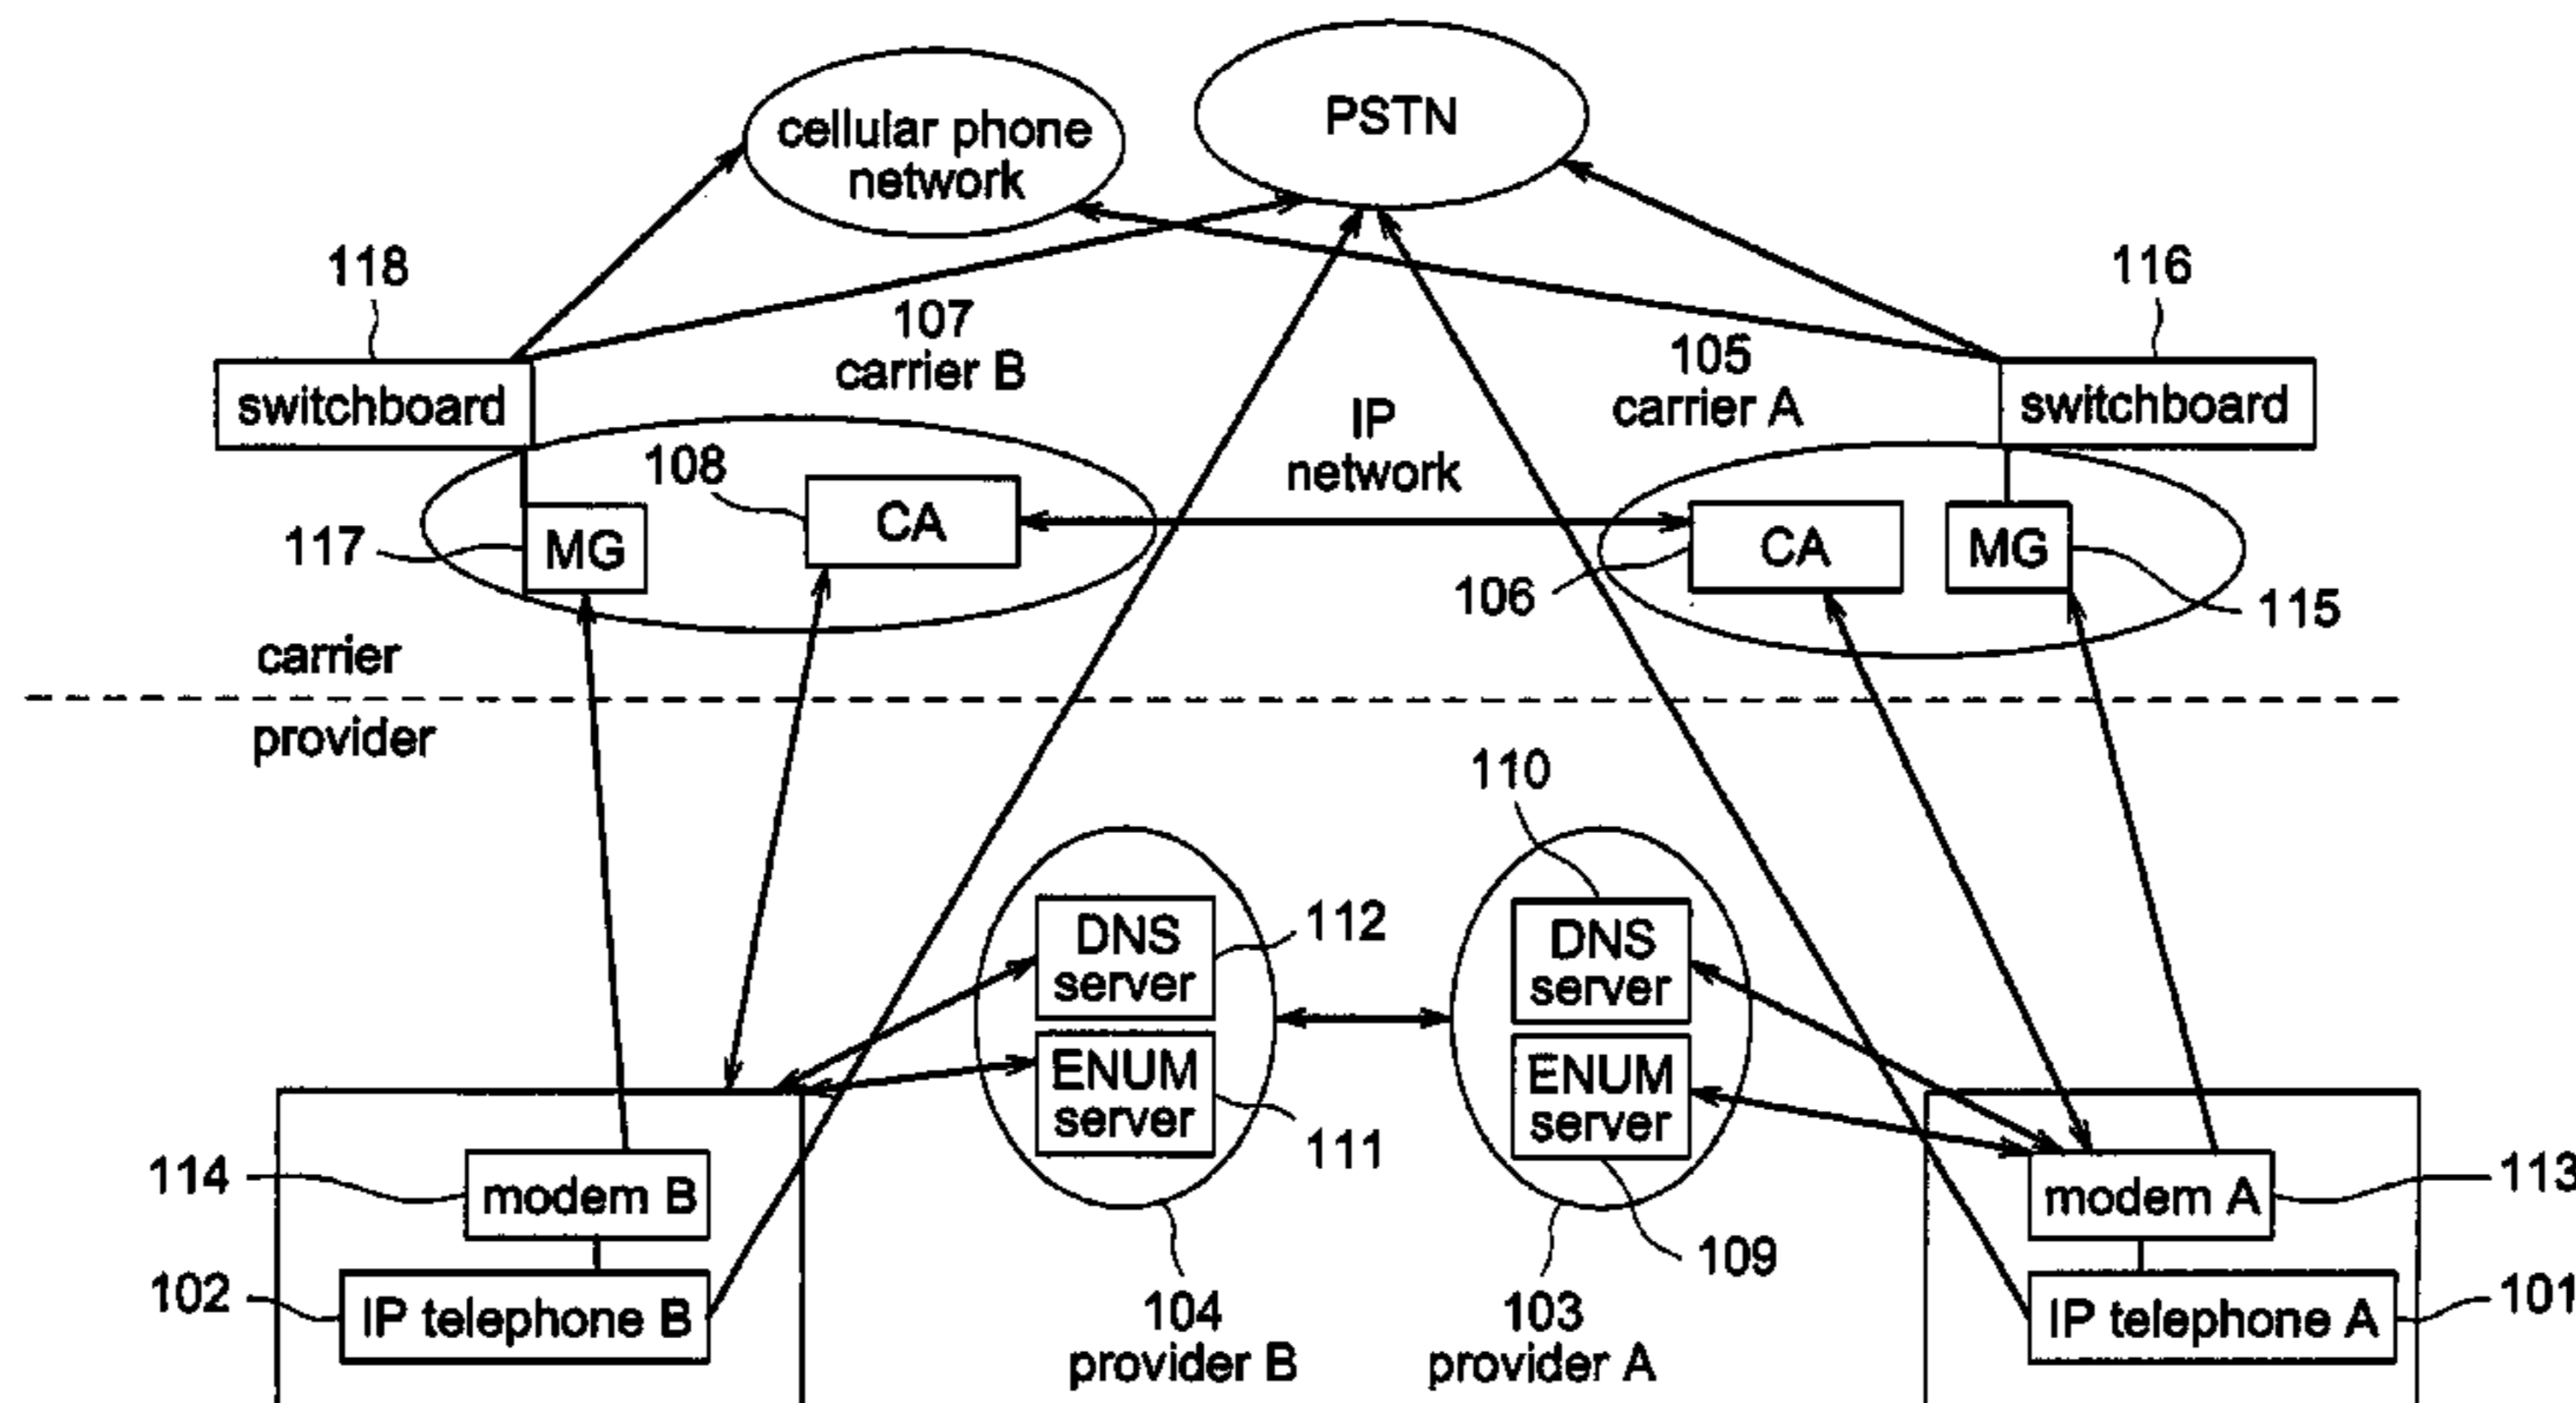 cellular phone
network
PSTN
118
116
107
carrier B
105
carrier A
switchboard
switchboard
IP
network
108
CA
CA
MG
MG
117
106
115
carrier
provider
110
DNS
server
112
DNS
server
ENUM
server
111
ENUM
server
109
114
modem B
modem A
113
102
IP telephone B
IP telephone A
101
104
provider B
103
provider A